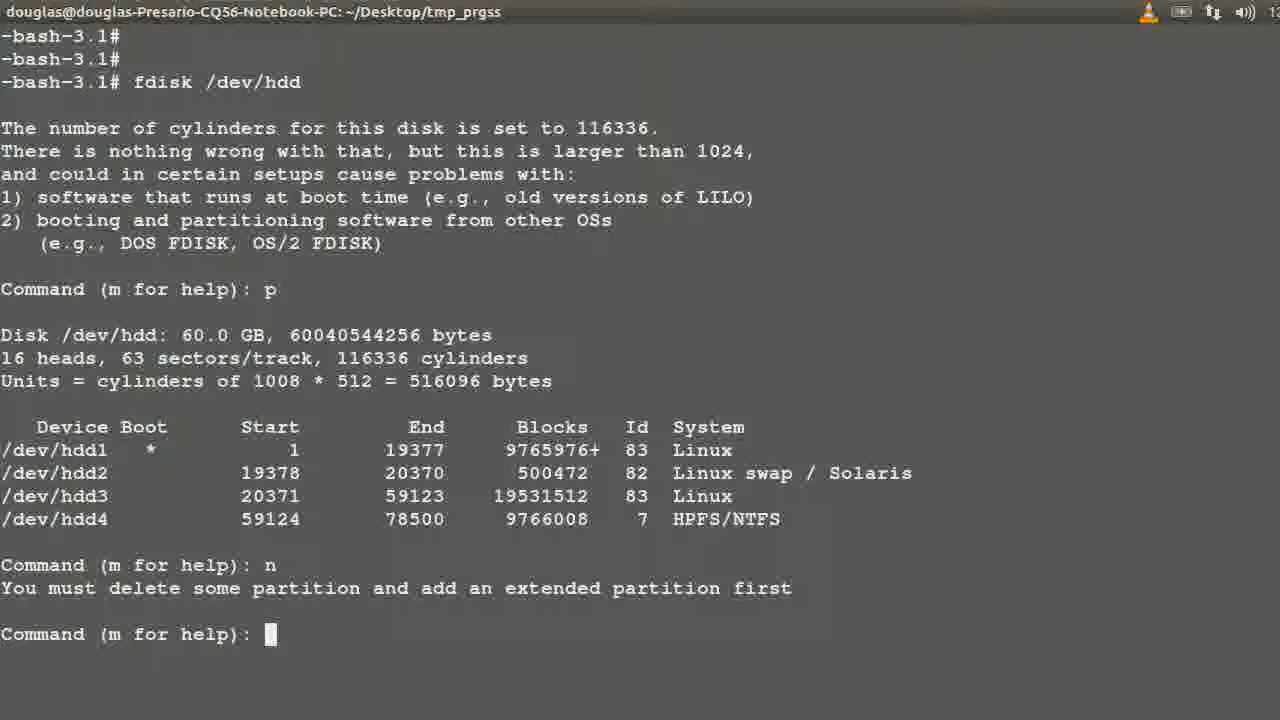 douglas@douglas-Presario-CQ56-Notebook-PC: ~/Desktop/tmp_prgss
-bash-3.1#
-bash-3.1#
-bash-3.1# fdisk /dev/hdd
The number of cylinders for this disk is set to 116336.
There is nothing wrong with that, but this is larger than 1024,
and could in certain setups cause problems with:
1) software that runs at boot time (e.g., old versions of LILO)
2) booting and partitioning software from other OSs
   (e.g., DOS FDISK, OS/2 FDISK)
Command (m for help): p
Disk /dev/hdd: 60.0 GB, 60040544256 bytes
16 heads, 63 sectors/track, 116336 cylinders
Units = cylinders of 1008 * 512 = 516096 bytes
   Device Boot      Start         End      Blocks   Id  System
/dev/hdd1   *           1       19377     9765976+  83  Linux
/dev/hdd2           19378       20370      500472   82  Linux swap / Solaris
/dev/hdd3           20371       59123    19531512   83  Linux
/dev/hdd4           59124       78500     9766008    7  HPFS/NTFS
Command (m for help): n
You must delete some partition and add an extended partition first
Command (m for help):